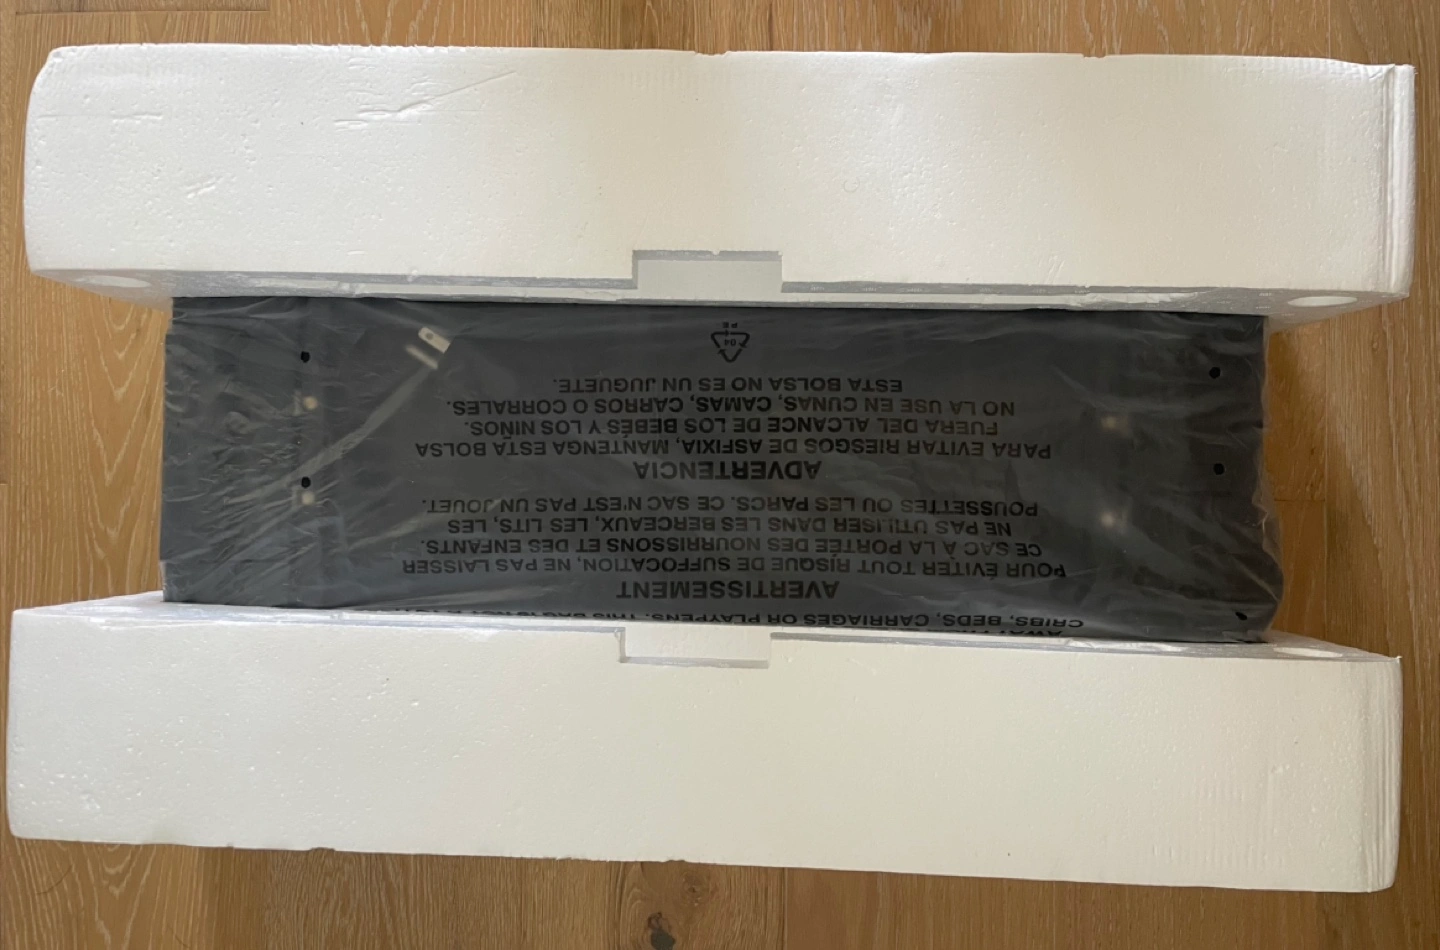 AWAY
CRIBS, BEDS, CARRIAGES OR PLAYPENS. THIS BAG IS NOT A
AVERTISSEMENT
POUR ÉVITER TOUT RISQUE DE SUFFOCATION, NE PAS LAISSER
CE SAC A LA PORTÉE DES NOURRISSONS ET DES ENFANTS.
NE PAS UTILISER DANS LES BERCEAUX, LES LITS, LES
POUSSETTES OU LES PARCS. CE SAC N'EST PAS UN JOUET.
ADVERTENCIA
PARA EVITAR RIESGOS DE ASFIXIA, MANTENGA ESTA BOLSA
FUERA DEL ALCANCE DE LOS BEBÉS Y LOS NIÑOS.
NO LA USE EN CUNAS, CAMAS, CARROS O CORRALES.
ESTA BOLSA NO ES UN JUGUETE.
04
PE